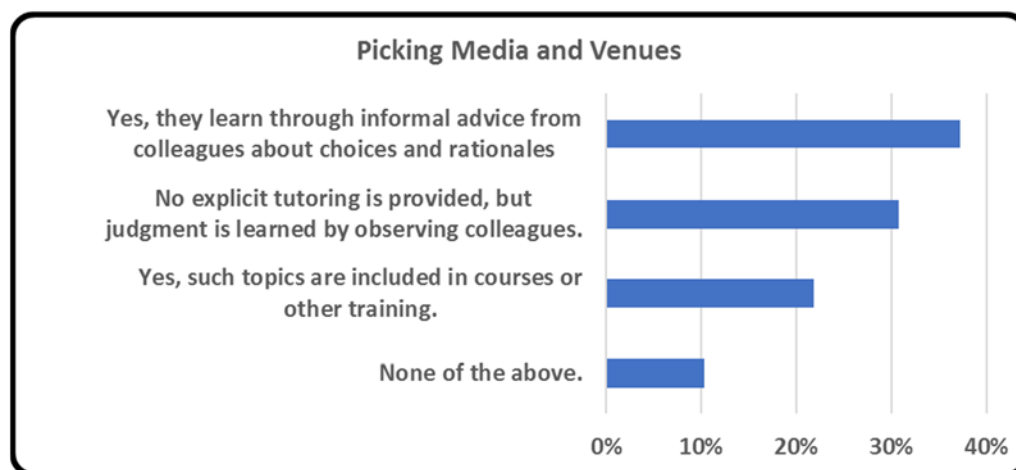 Picking Media and Venues
Yes, they learn through informal advice from
colleagues about choices and rationales
No explicit tutoring is provided, but
judgment is learned by observing colleagues.
Yes, such topics are included in courses or
other training.
None of the above.
0% 10% 20% 30% 40%